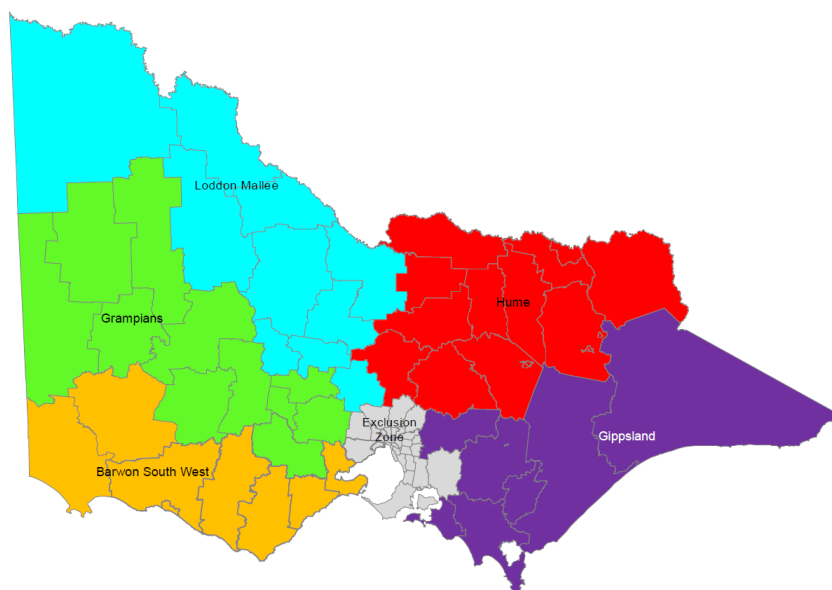 Loddon Mallee
Hume
Grampians
Exclusion
Zone
Gippsland
Barwon South West